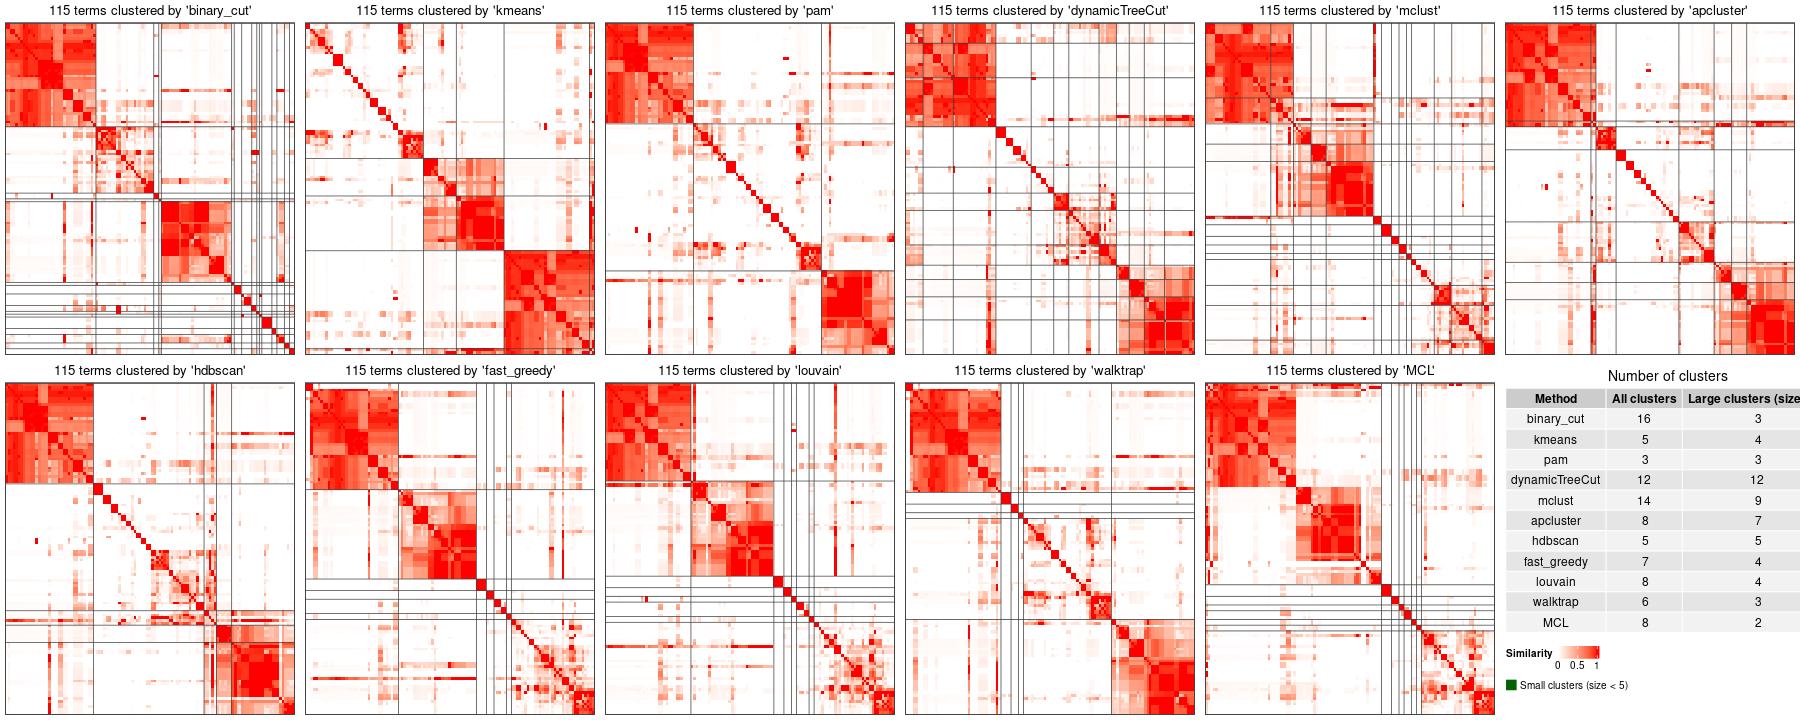 115 terms clustered by 'binary_cut'
115 terms clustered by 'kmeans'
115 terms clustered by 'pam'
115 terms clustered by 'dynamicTreeCut'
115 terms clustered by 'mclust'
115 terms clustered by 'apcluster'
115 terms clustered by 'hdbscan'
115 terms clustered by 'fast_greedy'
115 terms clustered by 'louvain'
115 terms clustered by 'walktrap'
115 terms clustered by 'MCL'
Number of clusters
Method All clusters Large clusters (size
binary_cut 16 3
kmeans 5 4
pam 3 3
dynamicTreeCut 12 12
mclust 14 9
apcluster 8 7
hdbscan 5 5
fast_greedy 7 4
louvain 8 4
walktrap 6 3
MCL 8 2
Similarity
0 0.5 1
Small clusters (size < 5)